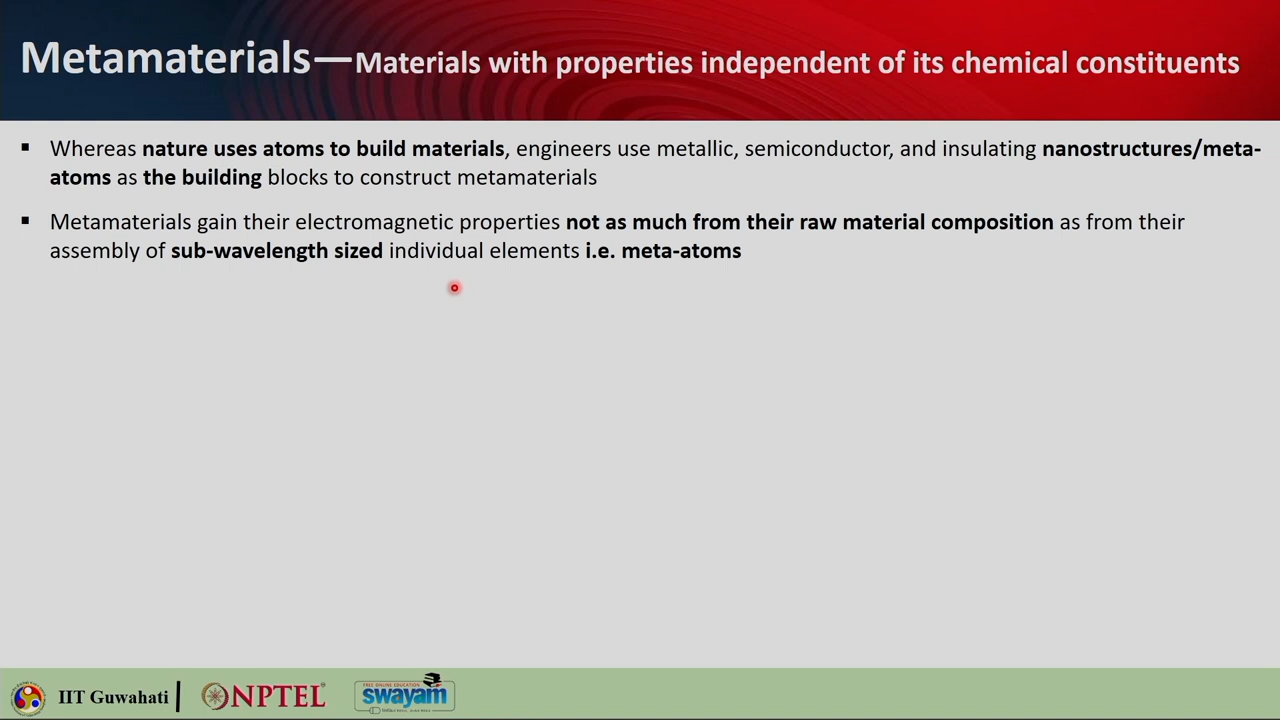 Metamaterials—Materials with properties independent of its chemical constituents
▪ Whereas nature uses atoms to build materials, engineers use metallic, semiconductor, and insulating nanostructures/meta-
atoms as the building blocks to construct metamaterials
▪ Metamaterials gain their electromagnetic properties not as much from their raw material composition as from their
assembly of sub-wavelength sized individual elements i.e. meta-atoms
IIT Guwahati
NPTEL
FREE ONLINE EDUCATION
swayam